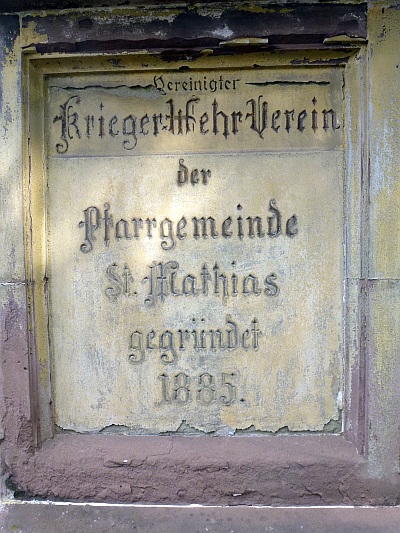 Vereinigter
Krieger-Wehr-Verein
der
Pfarrgemeinde
St. Mathias
gegründet
1885.